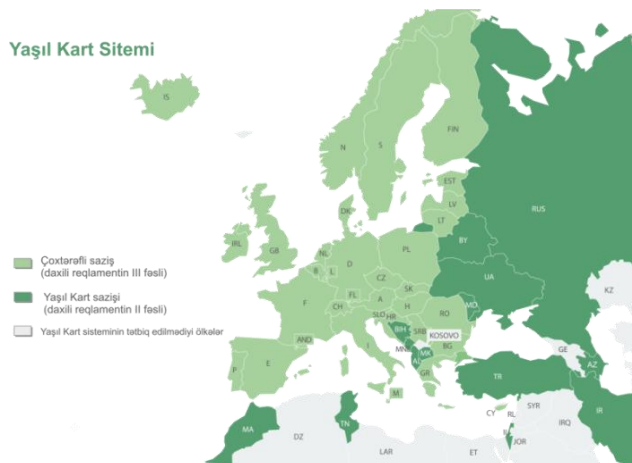 Yaşıl Kart Sitemi
IS
N
S
FIN
EST
LV
LT
RUS
DK
IRL
GB
NL
B
L
D
PL
BY
UA
KZ
CZ
SK
F
FL
CH
A
H
MD
RO
SLO
HR
BIH
SRB
KOSOVO
BG
MK
AND
I
GR
P
E
M
TR
GE
AZ
CY
RL
SYR
IRQ
IR
JOR
MA
DZ
TN
LAR
ET
Çoxtərəfli saziş
(daxili reqlamentin III fəsli)
Yaşıl Kart sazişi
(daxili reqlamentin II fəsli)
Yaşıl Kart sisteminin tətbiq edilmədiyi ölkələr